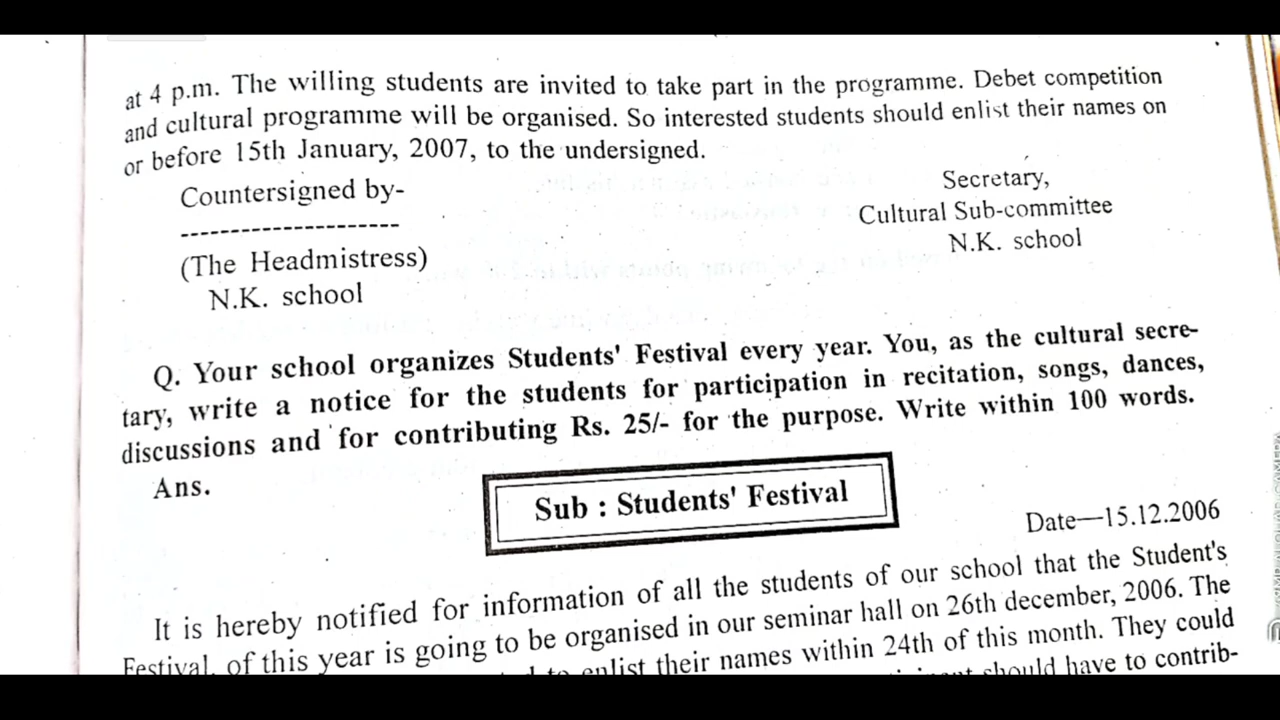 at 4 p.m. The willing students are invited to take part in the programme. Debet competition
and cultural programme will be organised. So interested students should enlist their names on
or before 15th January, 2007, to the undersigned.
Countersigned by-
----------------------
(The Headmistress)
N.K. school
Secretary,
Cultural Sub-committee
N.K. school
Q. Your school organizes Students' Festival every year. You, as the cultural secre-
tary, write a notice for the students for participation in recitation, songs, dances,
discussions and for contributing Rs. 25/- for the purpose. Write within 100 words.
Ans.
Sub : Students' Festival
Date—15.12.2006
It is hereby notified for information of all the students of our school that the Student's
Festival, of this year is going to be organised in our seminar hall on 26th december, 2006. The
to enlist their names within 24th of this month. They could
should have to contrib-